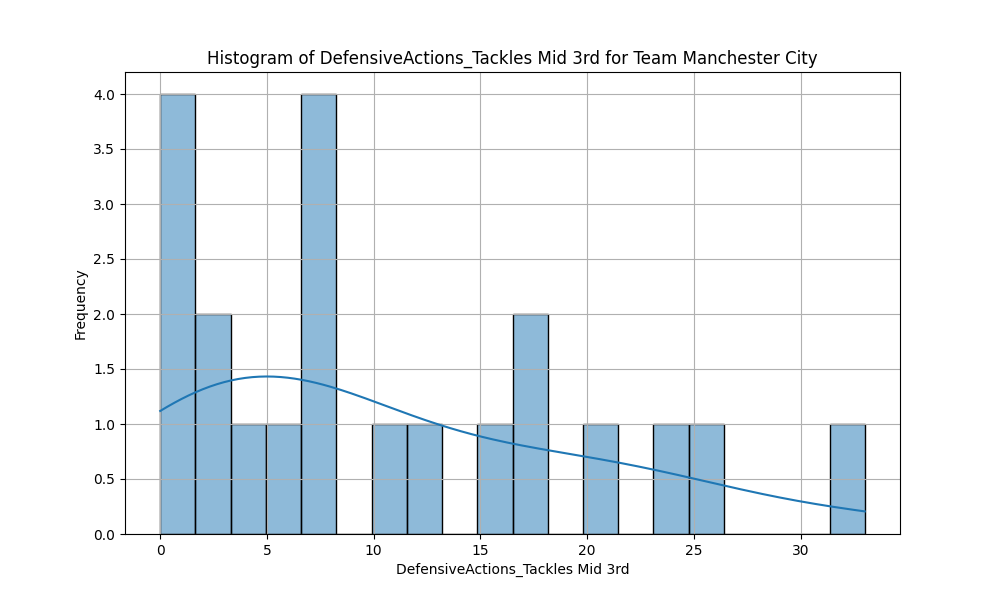 Histogram of DefensiveActions_Tackles Mid 3rd for Team Manchester City
4.0
3.5
3.0
2.5
2.0
1.5
1.0
0.5
0.0
Frequency
0 5 10 15 20 25 30
DefensiveActions_Tackles Mid 3rd